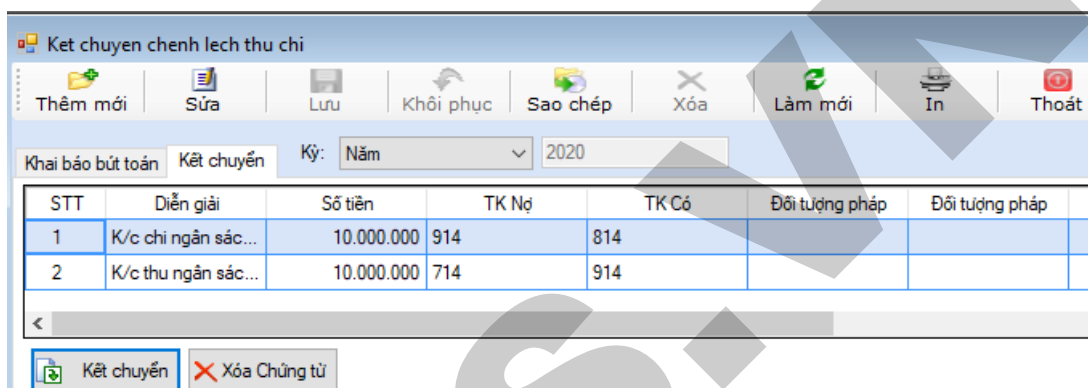 Ket chuyen chenh lech thu chi
Thêm mới Sửa Lưu Khôi phục Sao chép Xóa Làm mới In Thoát
Khai báo bút toán Kết chuyển Kỳ: Năm 2020
STT Diễn giải Số tiền TK Nợ TK Có Đối tượng pháp Đối tượng pháp
1 K/c chi ngân sác... 10.000.000 914 814
2 K/c thu ngân sác... 10.000.000 714 914
Kết chuyển Xóa Chứng từ